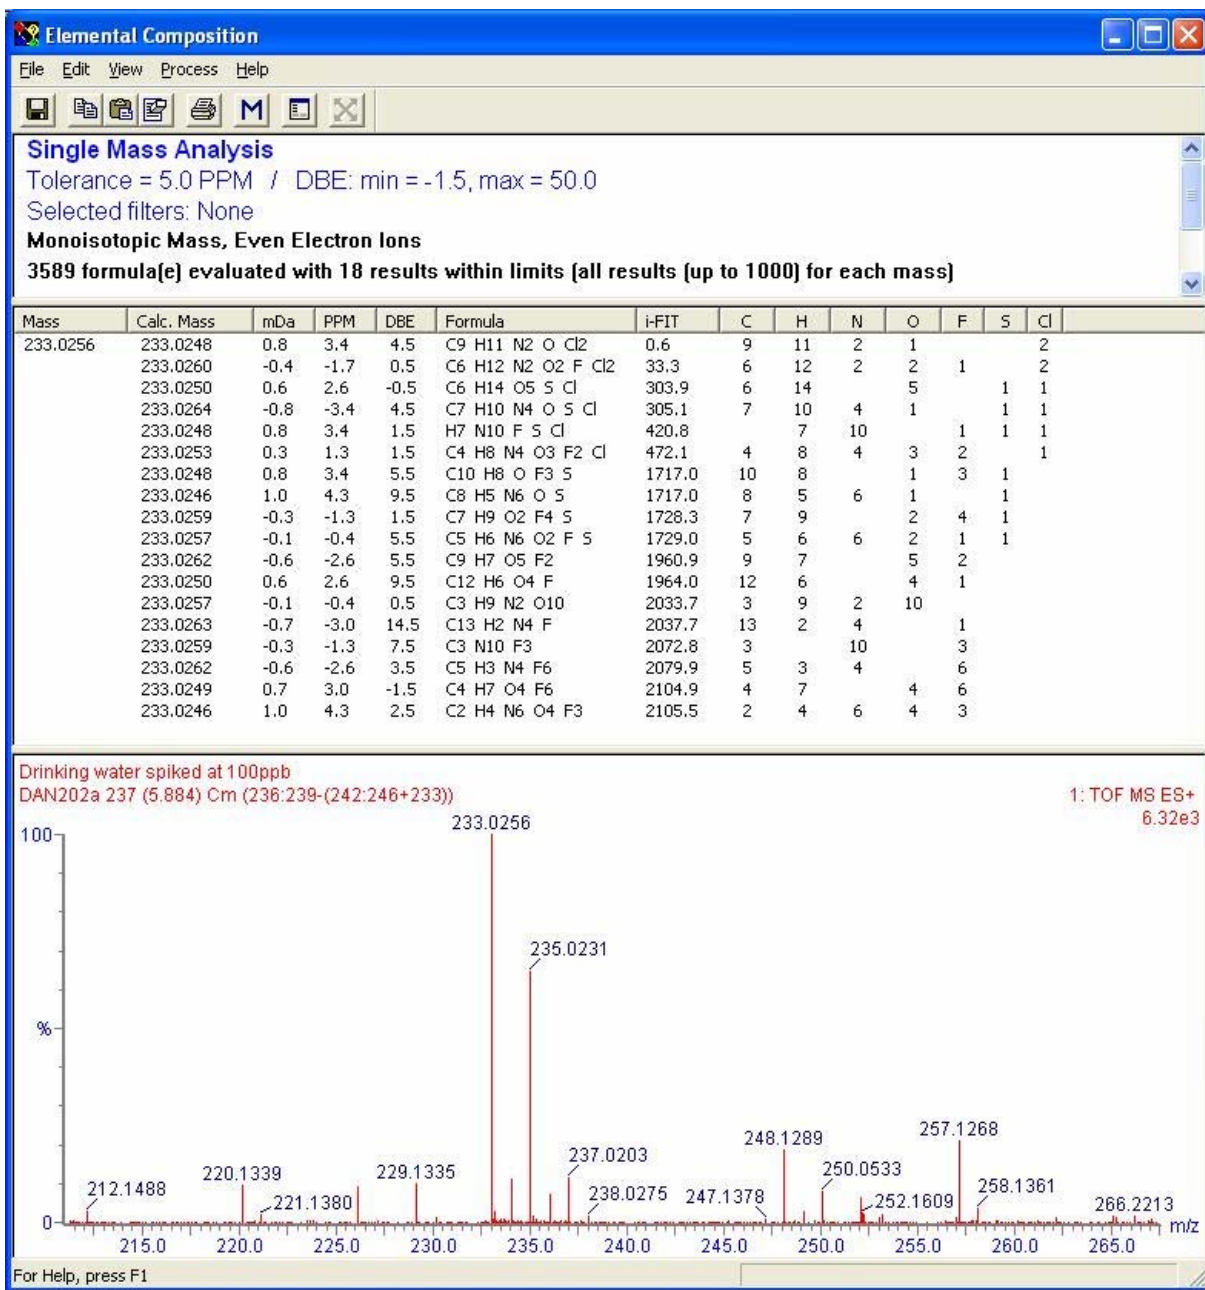 Elemental Composition
File Edit View Process Help
M
Single Mass Analysis
Tolerance = 5.0 PPM / DBE: min = -1.5, max = 50.0
Selected filters: None
Monoisotopic Mass, Even Electron Ions
3589 formula(e) evaluated with 18 results within limits (all results (up to 1000) for each mass)
Mass Calc. Mass mDa PPM DBE Formula i-FIT C H N O F S Cl
233.0256 233.0248 0.8 3.4 4.5 C9 H11 N2 O Cl2 0.6 9 11 2 1 2
233.0260 -0.4 -1.7 0.5 C6 H12 N2 O2 F Cl2 33.3 6 12 2 2 1 2
233.0250 0.6 2.6 -0.5 C6 H14 O5 S Cl 303.9 6 14 5 1 1
233.0264 -0.8 -3.4 4.5 C7 H10 N4 O S Cl 305.1 7 10 4 1 1 1
233.0248 0.8 3.4 1.5 H7 N10 F S Cl 420.8 7 10 1 1 1
233.0253 0.3 1.3 1.5 C4 H8 N4 O3 F2 Cl 472.1 4 8 4 3 2 1
233.0248 0.8 3.4 5.5 C10 H8 O F3 S 1717.0 10 8 1 3 1
233.0246 1.0 4.3 9.5 C8 H5 N6 O S 1717.0 8 5 6 1 1
233.0259 -0.3 -1.3 1.5 C7 H9 O2 F4 S 1728.3 7 9 2 4 1
233.0257 -0.1 -0.4 5.5 C5 H6 N6 O2 F S 1729.0 5 6 6 2 1 1
233.0262 -0.6 -2.6 5.5 C9 H7 O5 F2 1960.9 9 7 5 2
233.0250 0.6 2.6 9.5 C12 H6 O4 F 1964.0 12 6 4 1
233.0257 -0.1 -0.4 0.5 C3 H9 N2 O10 2033.7 3 9 2 10
233.0263 -0.7 -3.0 14.5 C13 H2 N4 F 2037.7 13 2 4 1
233.0259 -0.3 -1.3 7.5 C3 N10 F3 2072.8 3 10 3
233.0262 -0.6 -2.6 3.5 C5 H3 N4 F6 2079.9 5 3 4 6
233.0249 0.7 3.0 -1.5 C4 H7 O4 F6 2104.9 4 7 4 6
233.0246 1.0 4.3 2.5 C2 H4 N6 O4 F3 2105.5 2 4 6 4 3
Drinking water spiked at 100ppb
DAN202a 237 (5.884) Cm (236:239-(242:246+233))
1: TOF MS ES+
6.32e3
233.0256
100
235.0231
%
257.1268
248.1289
237.0203
229.1335
220.1339
250.0533
212.1488
221.1380
238.0275
247.1378
252.1609
258.1361
266.2213
0
m/z
215.0 220.0 225.0 230.0 235.0 240.0 245.0 250.0 255.0 260.0 265.0
For Help, press F1